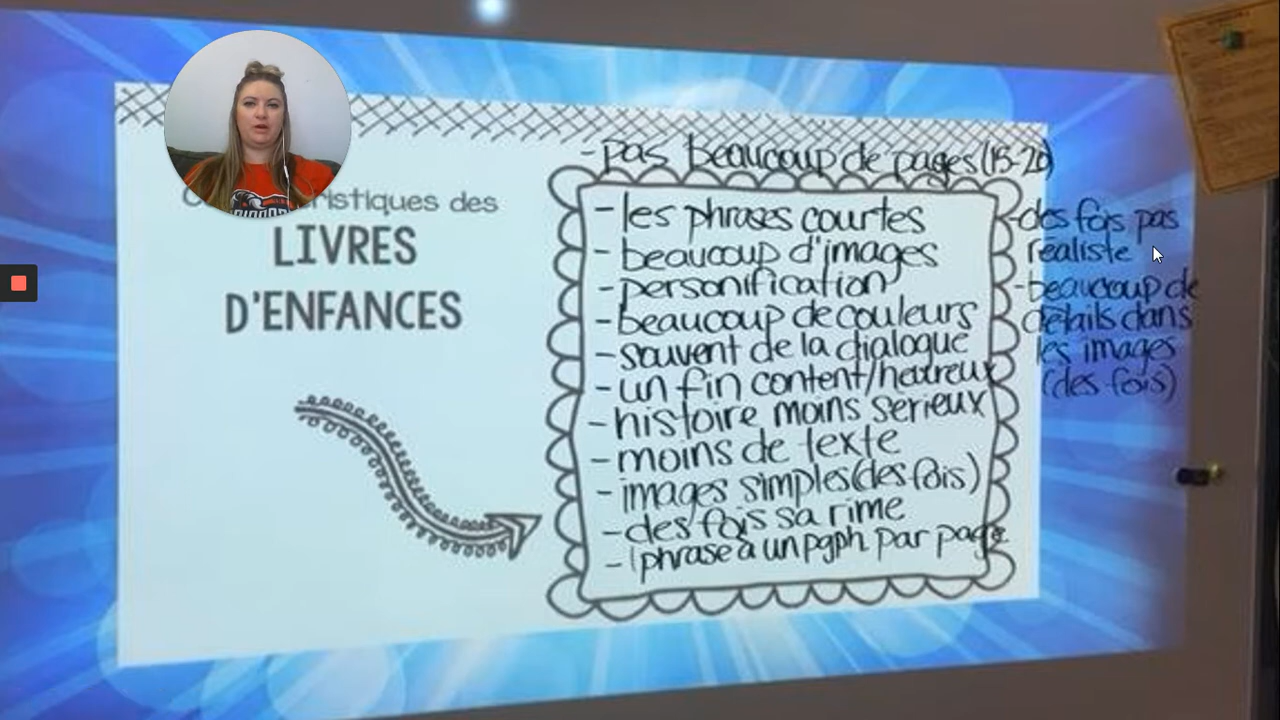 ristiques des
LIVRES
D'ENFANCES
-pas beaucoup de pages (15-20)
-les phrases courtes
-beaucoup d'images
-personification
-beaucoup de couleurs
-souvent de la dialogue
-un fin content/heureux
-histoire moins serieux
-moins de texte
-images simples (des fois)
-des fois sa rime
-1 phrase à un pgph par page
-des fois pas
réaliste
-beaucoup de
détails dans
les images
(des fois)